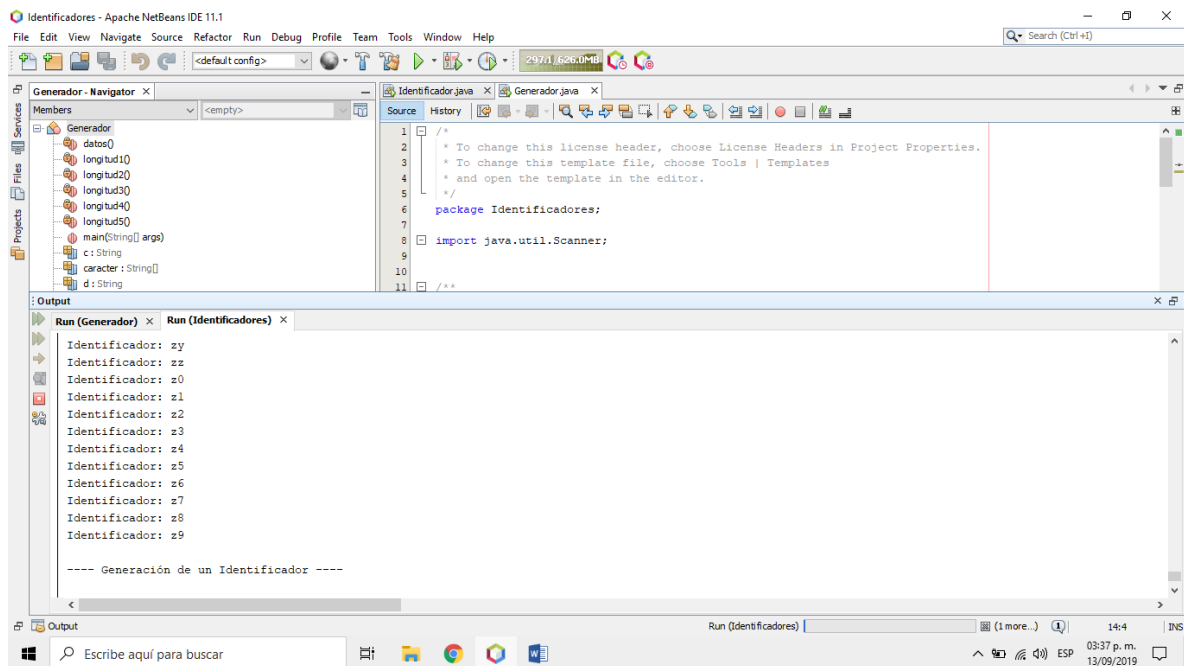 Identificadores - Apache NetBeans IDE 11.1
File Edit View Navigate Source Refactor Run Debug Profile Team Tools Window Help
Search (Ctrl+I)
<default config>
297.1/626.0MB
Generador - Navigator
Identificador.java
Generador.java
Members
<empty>
Source History
Services
Files
Projects
Generador
datos()
longitud1()
longitud2()
longitud3()
longitud4()
longitud5()
main(String[] args)
c : String
caracter : String[]
d : String
1 /*
2 * To change this license header, choose License Headers in Project Properties.
3 * To change this template file, choose Tools | Templates
4 * and open the template in the editor.
5 */
6 package Identificadores;
7
8 import java.util.Scanner;
9
10
11 /**
Output
Run (Generador)
Run (Identificadores)
Identificador: zy
Identificador: zz
Identificador: z0
Identificador: z1
Identificador: z2
Identificador: z3
Identificador: z4
Identificador: z5
Identificador: z6
Identificador: z7
Identificador: z8
Identificador: z9
---- Generación de un Identificador ----
Output
Run (Identificadores)
(1 more...)
1
14:4
INS
Escribe aquí para buscar
ESP
03:37 p. m.
13/09/2019